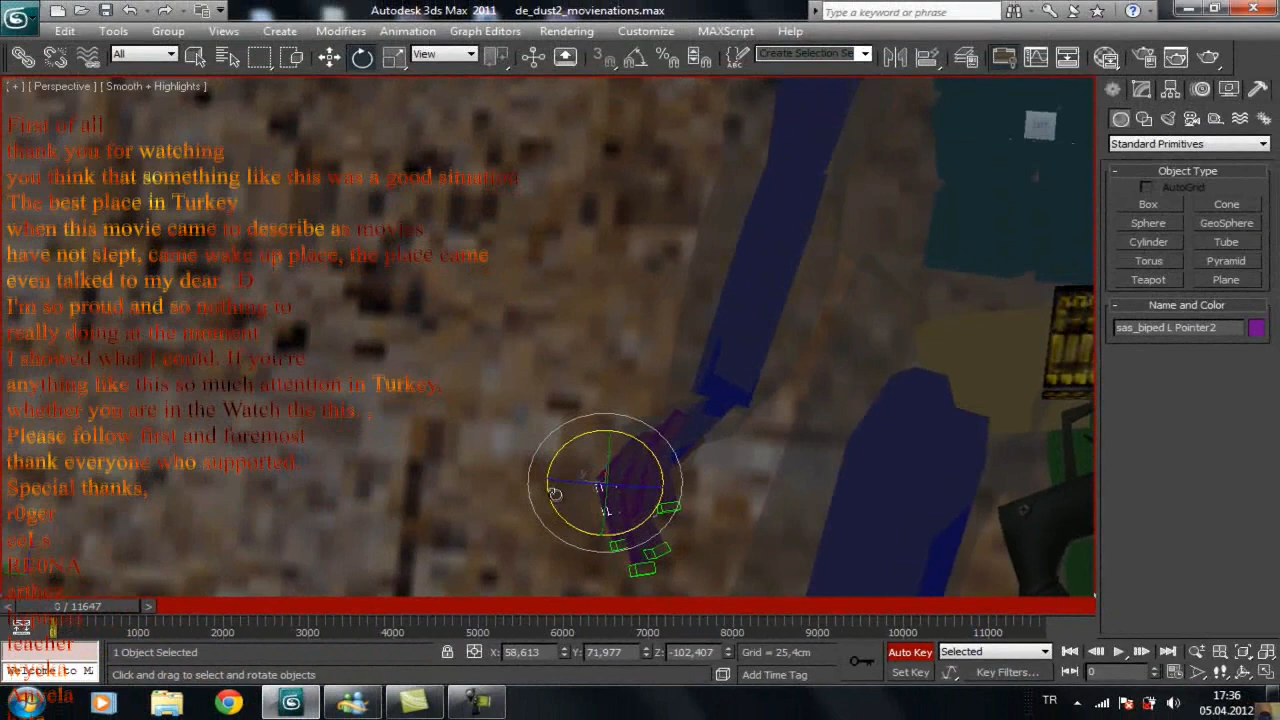 Autodesk 3ds Max 2011 de_dust2_movienations.max
Type a keyword or phrase
Edit Tools Group Create Modifiers Animation Graph Editors Rendering Customize MAXScript Help
All
View
Create Selection Se
[ + ] [ Perspective ] [ Smooth + Highlights ]
First of all
thank you for watching
you think that something like this was a good situation
The best place in Turkey
when this movie came to describe as movies
have not slept, came wake up place, the place came
even talked to my dear. :D
I'm so proud and so nothing to
really doing at the moment
I showed what I could. If you're
anything like this so much attention in Turkey.
whether you are in the Watch the this ,
Please follow first and foremost
thank everyone who supported.
Special thanks,
r0ger
seLs
teacher
wyoka
Anyela
Standard Primitives
- Object Type
AutoGrid
Box Cone
Sphere GeoSphere
Cylinder Tube
Torus Pyramid
Teapot Plane
- Name and Color
sas_biped L Pointer2
< 0 / 11647 >
1000 2000 3000 4000 5000 6000 7000 8000 9000 10000 11000
1 Object Selected X: 58,613 Y: 71,977 Z: -102,407 Grid = 25,4cm Auto Key Selected
Welcome to M Click and drag to select and rotate objects Add Time Tag Set Key Key Filters... 0
TR 17:36
05.04.2012